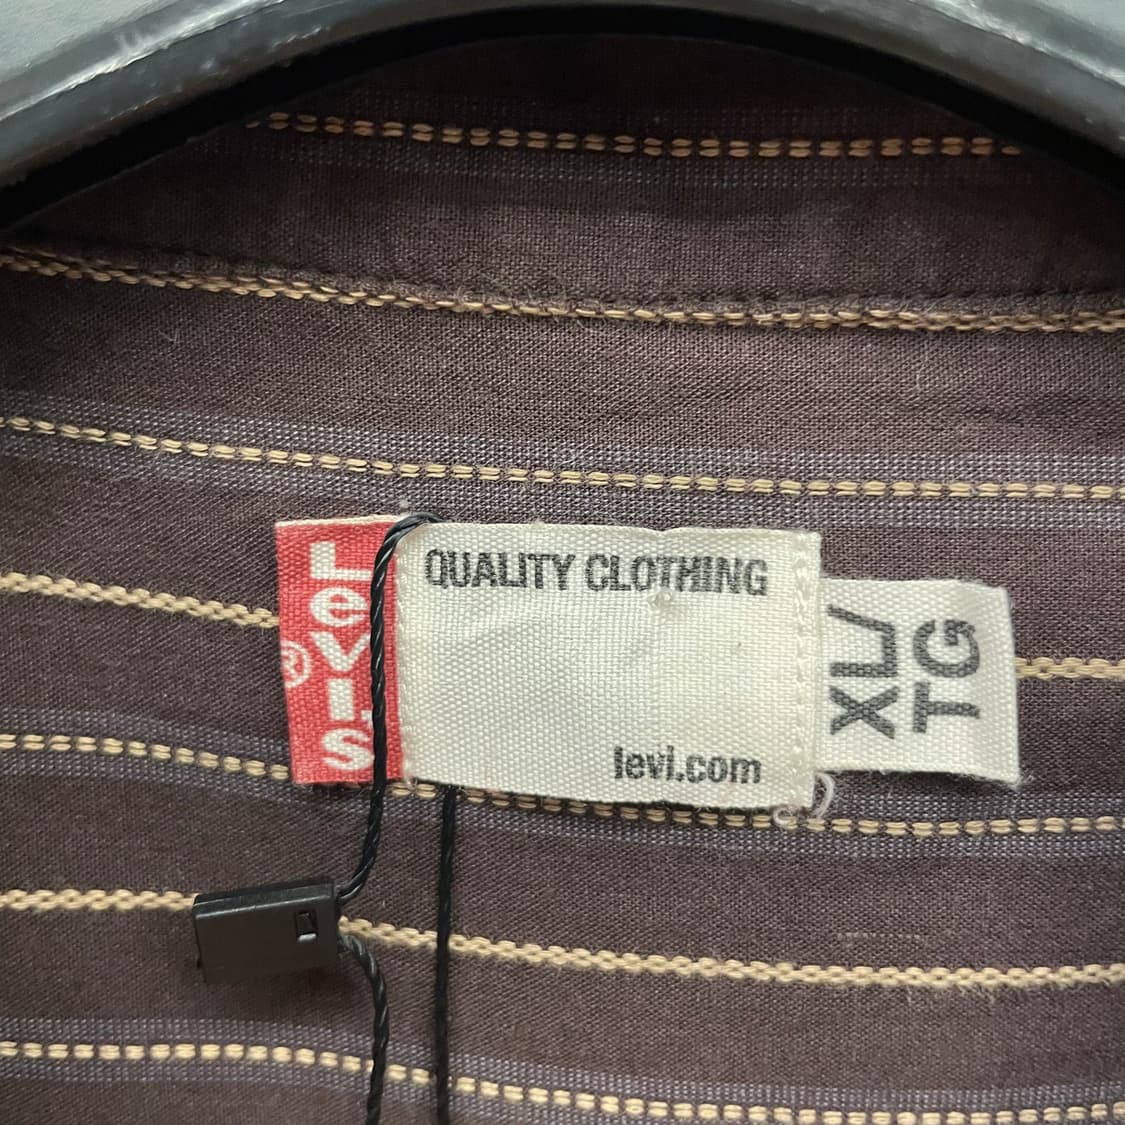 LeVI'S
®
QUALITY CLOTHING
levi.com
XL/
TG